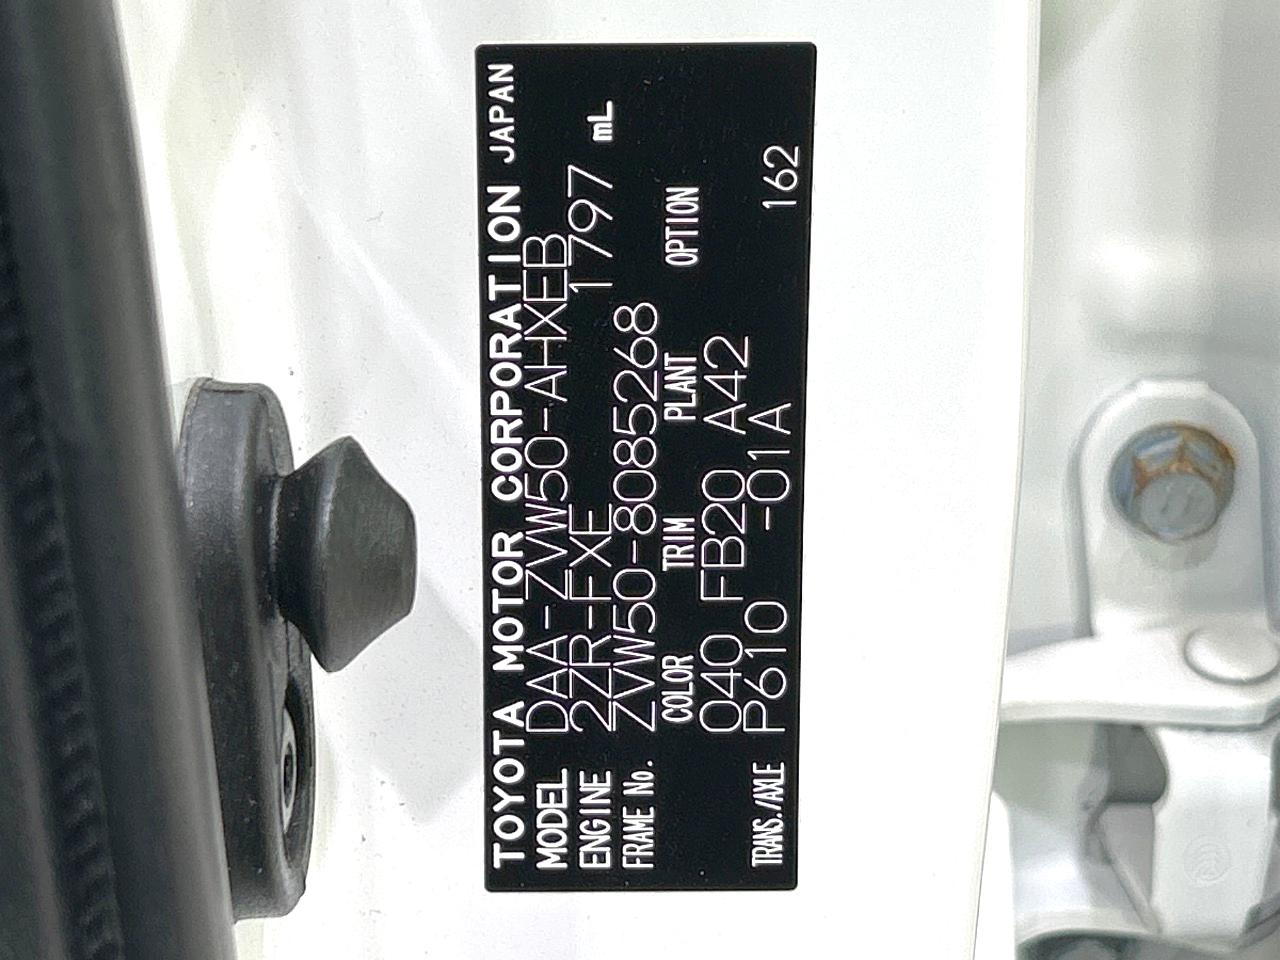 TOYOTA MOTOR CORPORATION JAPAN
MODEL DAA-ZVW50-AHXEB
ENGINE 2ZR-FXE 1797 mL
FRAME No. ZVW50-8085268
COLOR TRIM PLANT OPTION
040 FB20 A42
TRANS./AXLE P610 -01A 162